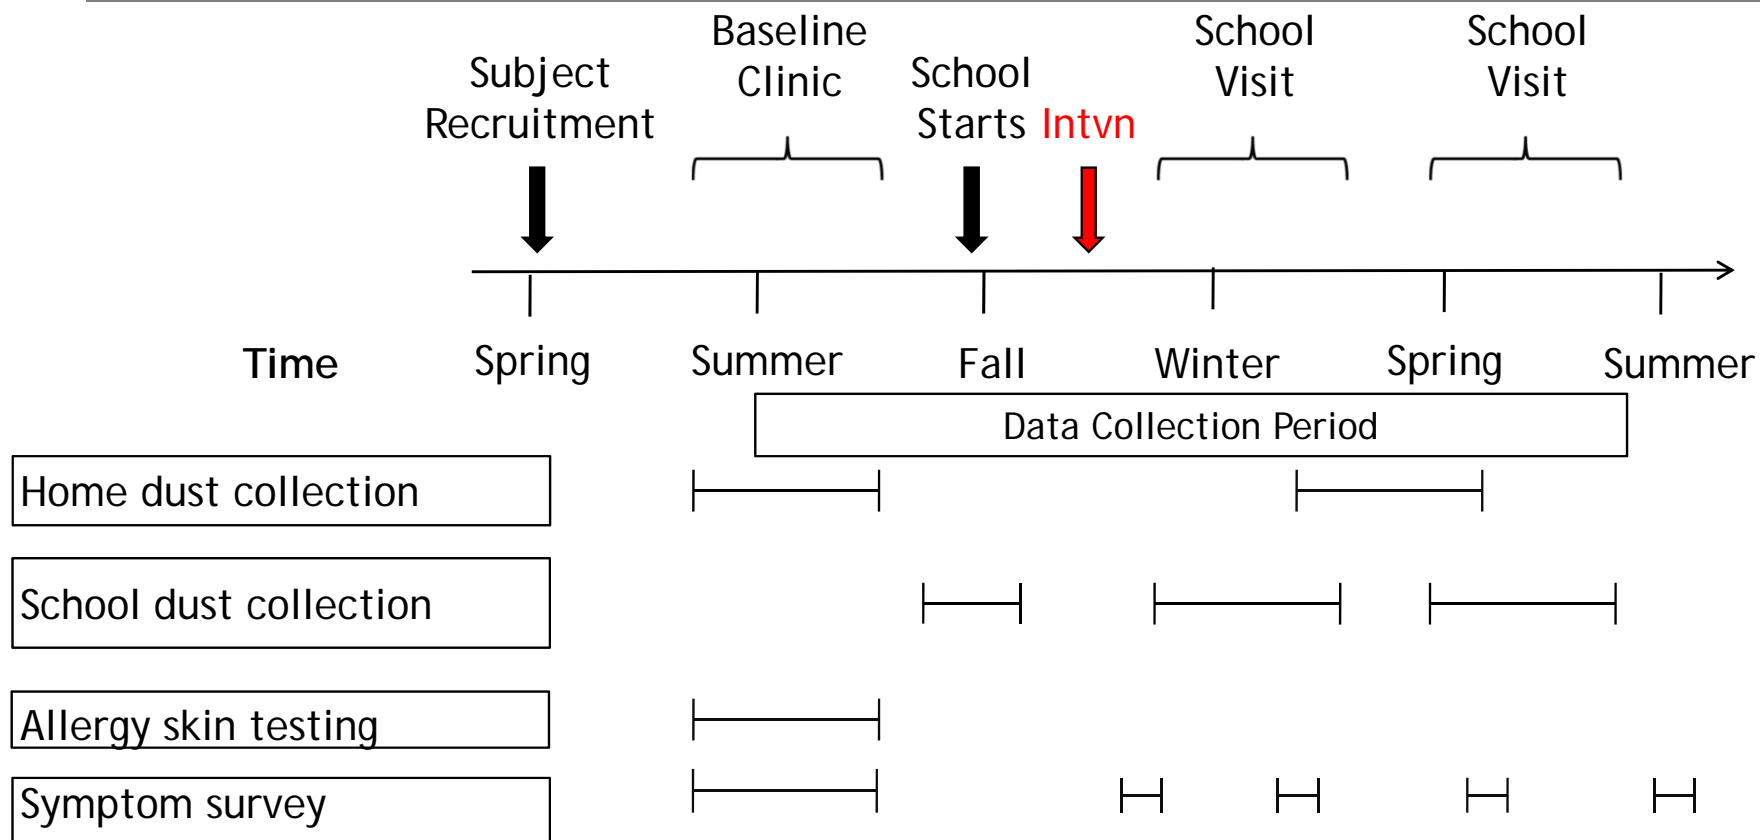 Baseline
Clinic
School
Visit
School
Visit
Subject
Recruitment
School
Starts
Intvn
Time
Spring
Summer
Fall
Winter
Spring
Summer
Data Collection Period
Home dust collection
School dust collection
Allergy skin testing
Symptom survey